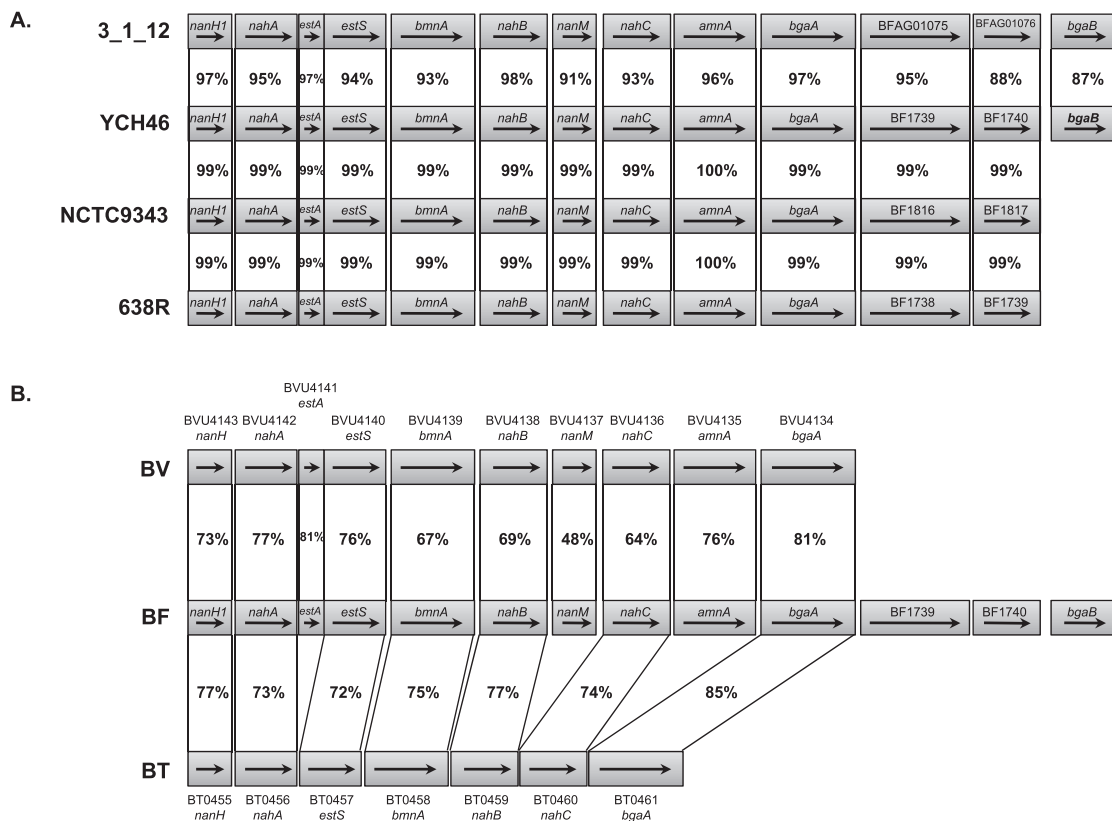 A.
3_1_12
nanH1 nahA estA estS bmnA nahB nanM nahC amnA bgaA BFAG01075 BFAG01076 bgaB
97% 95% 97% 94% 93% 98% 91% 93% 96% 97% 95% 88% 87%
YCH46
nanH1 nahA estA estS bmnA nahB nanM nahC amnA bgaA BF1739 BF1740 bgaB
99% 99% 99% 99% 99% 99% 99% 99% 100% 99% 99% 99%
NCTC9343
nanH1 nahA estA estS bmnA nahB nanM nahC amnA bgaA BF1816 BF1817
99% 99% 99% 99% 99% 99% 99% 99% 100% 99% 99% 99%
638R
nanH1 nahA estA estS bmnA nahB nanM nahC amnA bgaA BF1738 BF1739
B.
BVU4141
estA
BVU4143 BVU4142 BVU4140 BVU4139 BVU4138 BVU4137 BVU4136 BVU4135 BVU4134
nanH nahA estS bmnA nahB nanM nahC amnA bgaA
BV
73% 77% 81% 76% 67% 69% 48% 64% 76% 81%
BF
nanH1 nahA estA estS bmnA nahB nanM nahC amnA bgaA BF1739 BF1740 bgaB
77% 73% 72% 75% 77% 74% 85%
BT
BT0455 BT0456 BT0457 BT0458 BT0459 BT0460 BT0461
nanH nahA estS bmnA nahB nahC bgaA